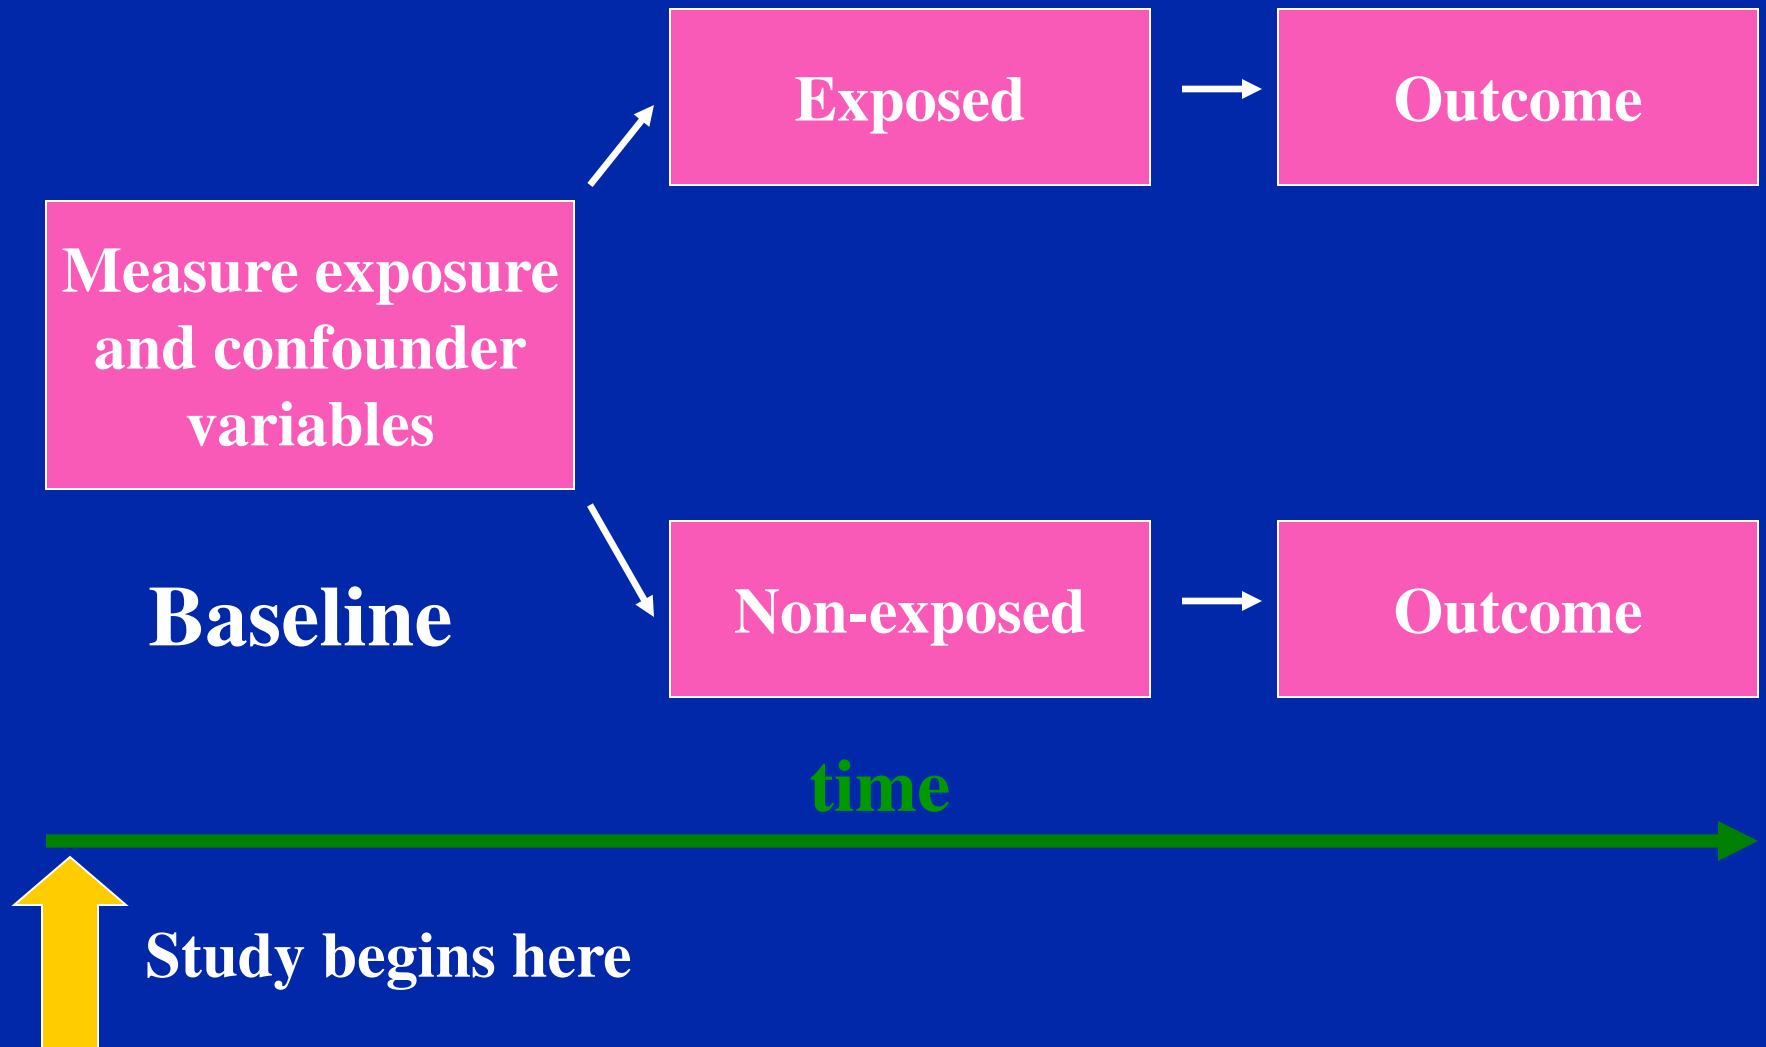 Exposed
Outcome
Measure exposure
and confounder
variables
Baseline
Non-exposed
Outcome
time
Study begins here